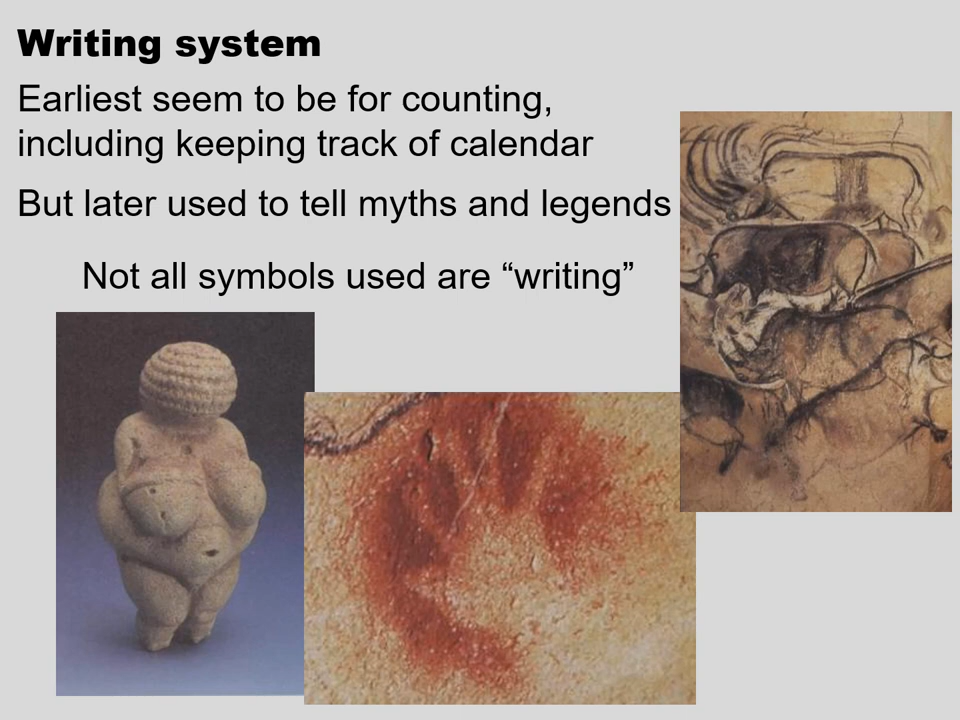 Writing system
Earliest seem to be for counting,
including keeping track of calendar
But later used to tell myths and legends
Not all symbols used are “writing”